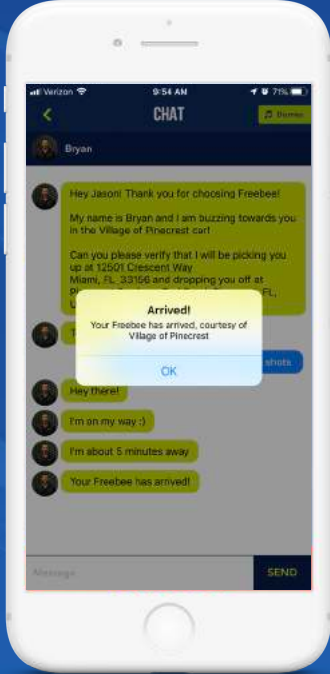 Verizon 9:54 AM 71%
CHAT
Bryan
Hey Jason! Thank you for choosing Freebee!
My name is Bryan and I am buzzing towards you
in the Village of Pinecrest car!
Can you please verify that I will be picking you
up at 12501 Crescent Way
Miami, FL 33156 and dropping you off at
FL,
Arrived!
Your Freebee has arrived, courtesy of
Village of Pinecrest
OK
shots
Hey there!
I'm on my way :)
I'm about 5 minutes away
Your Freebee has arrived!
Message SEND